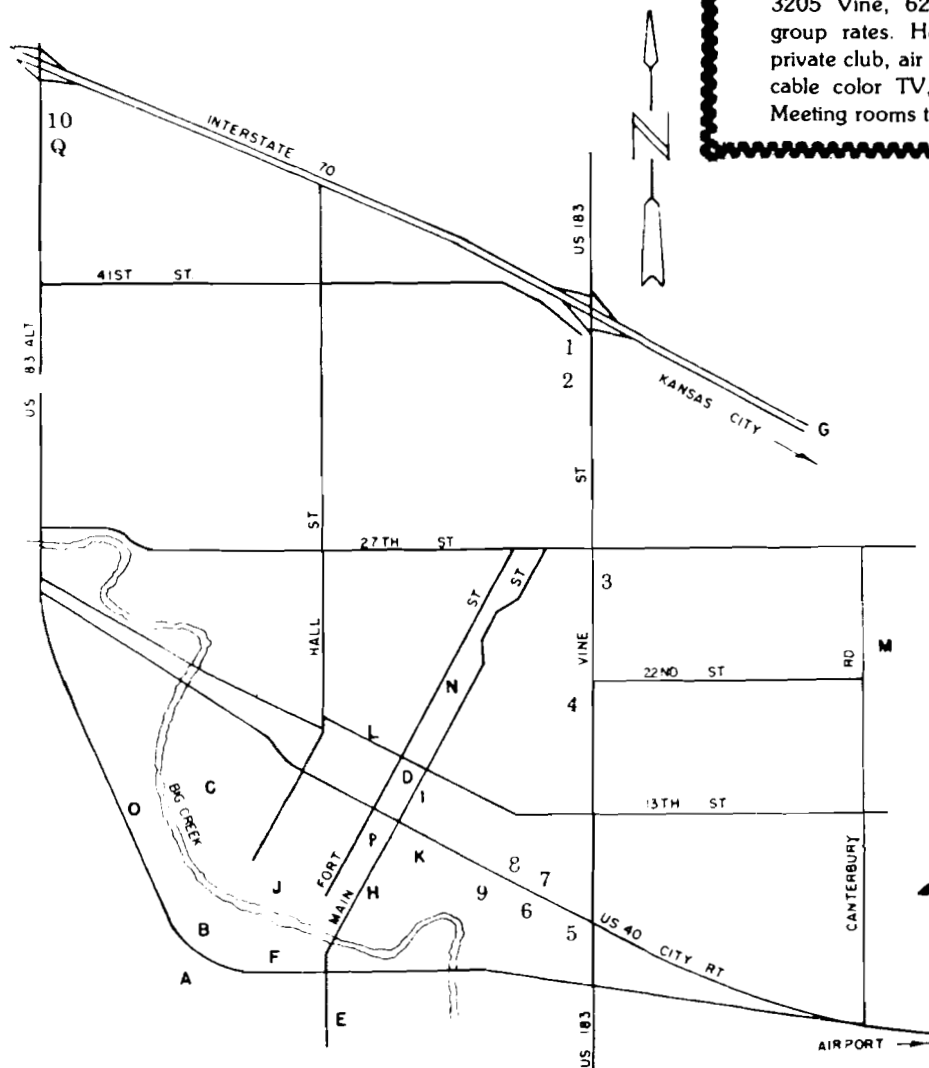 3205 Vine, 62
group rates. H
private club, air
cable color TV,
Meeting rooms t
N
10
Q
INTERSTATE 70
US 183
41ST ST.
1
2
US 83 ALT
KANSAS CITY
G
ST
ST
27TH ST
ST
ST
3
HALL
VINE
RD
M
22ND ST
N
4
L
D
C
I
13TH ST
O
BIG CREEK
P
K
8
7
FORT
CANTERBURY
J
MAIN
H
9
6
5
US 40
CITY RT
B
F
A
E
US 183
AIRPORT